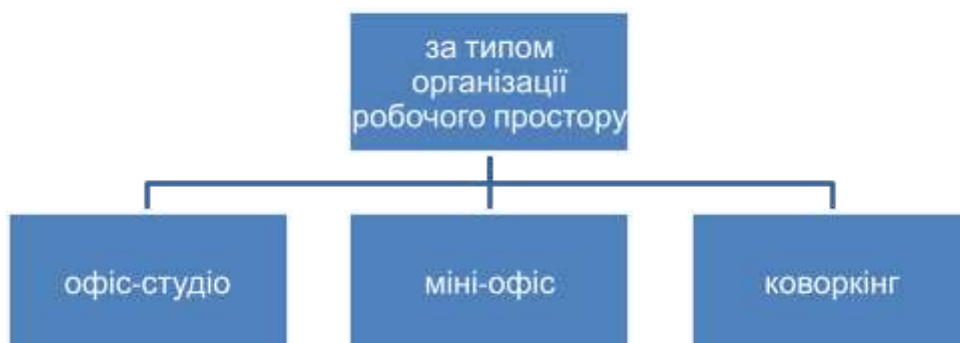 за типом
організації
робочого простору
офіс-студіо
міні-офіс
коворкінг